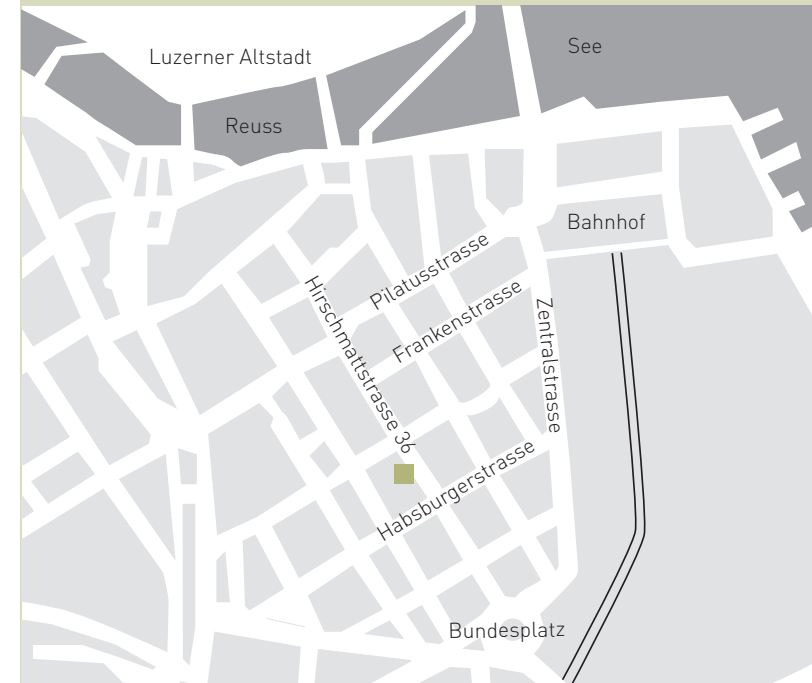 Luzerner Altstadt
See
Reuss
Bahnhof
Pilatusstrasse
Hirschmattstrasse 36
Frankenstrasse
Zentralstrasse
Habsburgerstrasse
Bundesplatz